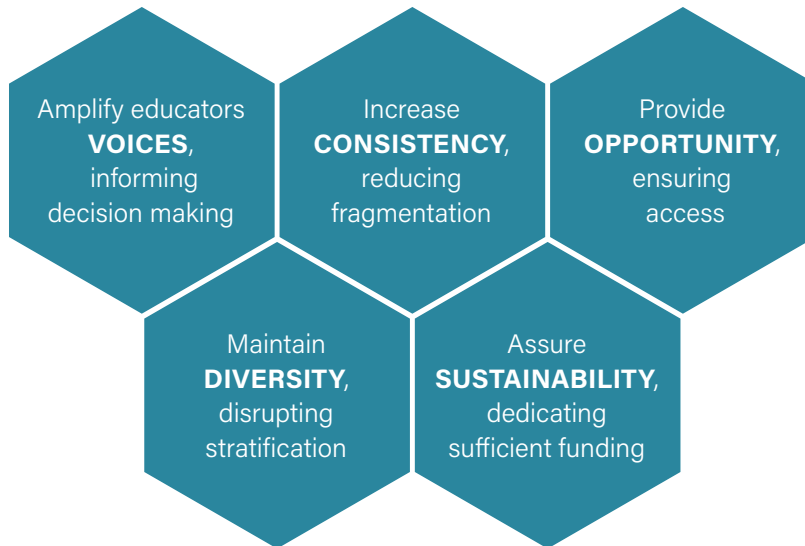 Amplify educators
VOICES,
informing
decision making
Increase
CONSISTENCY,
reducing
fragmentation
Provide
OPPORTUNITY,
ensuring
access
Maintain
DIVERSITY,
disrupting
stratification
Assure
SUSTAINABILITY,
dedicating
sufficient funding